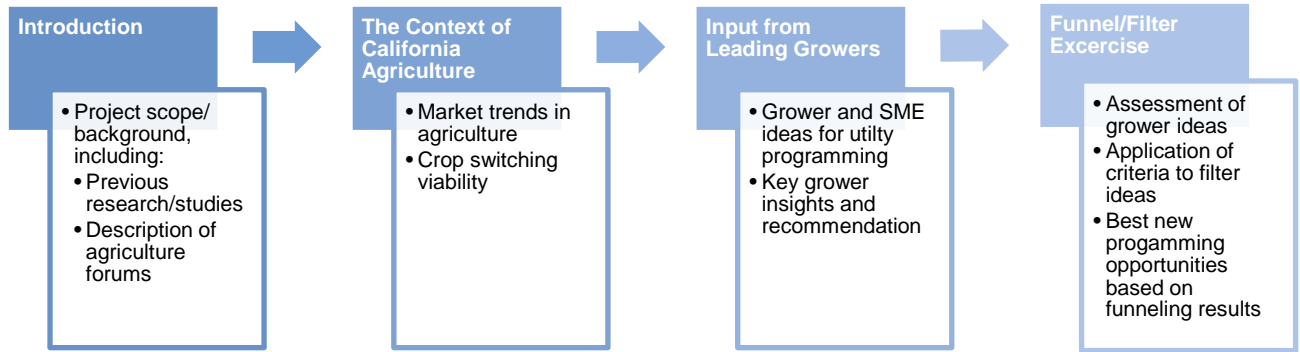 Introduction
• Project scope/
background,
including:
• Previous
research/studies
• Description of
agriculture
forums
The Context of
California
Agriculture
• Market trends in
agriculture
• Crop switching
viability
Input from
Leading Growers
• Grower and SME
ideas for utilty
programming
• Key grower
insights and
recommendation
Funnel/Filter
Excercise
• Assessment of
grower ideas
• Application of
criteria to filter
ideas
• Best new
progamming
opportunities
based on
funneling results